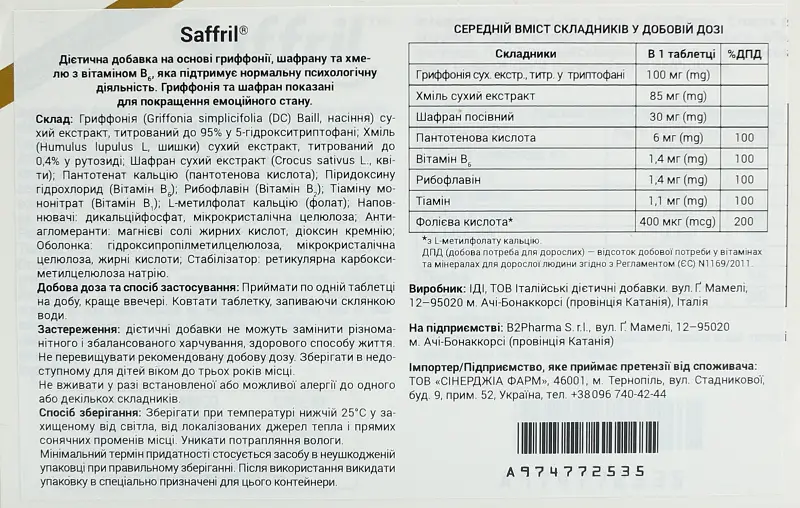 Saffril®
Дієтична добавка на основі гриффонії, шафрану та хме-
лю з вітаміном B6, яка підтримує нормальну психологічну
діяльність. Гриффонія та шафран показані
для покращення емоційного стану.
Склад: Гриффонія (Griffonia simplicifolia (DC) Baill, насіння) су-
хий екстракт, титрований до 95% у 5-гідрокситриптофані; Хміль
(Humulus lupulus L, шишки) сухий екстракт, титрований до
0,4% у рутозиді; Шафран сухий екстракт (Crocus sativus L., кві-
ти); Пантотенат кальцію (пантотенова кислота); Піридоксину
гідрохлорид (Вітамін B6); Рибофлавін (Вітамін B2); Тіаміну мо-
нонітрат (Вітамін B1); L-метилфолат кальцію (фолат); Напов-
нювачі: дикальційфосфат, мікрокристалічна целюлоза; Анти-
агломеранти: магнієві солі жирних кислот, діоксин кремнію;
Оболонка: гідроксипропілметилцелюлоза, мікрокристалічна
целюлоза, жирні кислоти; Стабілізатор: ретикулярна карбокси-
метилцелюлоза натрію.
Добова доза та спосіб застосування: Приймати по одній таблетці
на добу, краще ввечері. Ковтати таблетку, запиваючи склянкою
води.
Застереження: дієтичні добавки не можуть замінити різнома-
нітного і збалансованого харчування, здорового способу життя.
Не перевищувати рекомендовану добову дозу. Зберігати в недо-
ступному для дітей віком до трьох років місці.
Не вживати у разі встановленої або можливої алергії до одного
або декількох складників.
Спосіб зберігання: Зберігати при температурі нижчій 25°C у за-
хищеному від світла, від локалізованих джерел тепла і прямих
сонячних променів місці. Уникати потрапляння вологи.
Мінімальний термін придатності стосується засобу в неушкодженій
упаковці при правильному зберіганні. Після використання викидати
упаковку в спеціально призначені для цього контейнери.
СЕРЕДНІЙ ВМІСТ СКЛАДНИКІВ У ДОБОВІЙ ДОЗІ
Складники В 1 таблетці %ДПД
Гриффонія сух. екстр., титр. у триптофані 100 мг (mg)
Хміль сухий екстракт 85 мг (mg)
Шафран посівний 30 мг (mg)
Пантотенова кислота 6 мг (mg) 100
Вітамін B6 1,4 мг (mg) 100
Рибофлавін 1,4 мг (mg) 100
Тіамін 1,1 мг (mg) 100
Фолієва кислота* 400 мкг (mcg) 200
*з L-метилфолату кальцію.
ДПД (добова потреба для дорослих) – відсоток добової потреби у вітамінах
та мінералах для дорослої людини згідно з Регламентом (ЄС) N1169/2011.
Виробник: ІДІ, ТОВ Італійські дієтичні добавки. вул. Ґ. Мамелі,
12–95020 м. Ачі-Бонаккорсі (провінція Катанія), Італія
На підприємстві: B2Pharma S.r.l., вул. Ґ. Мамелі, 12–95020
м. Ачі-Бонаккорсі (провінція Катанія)
Імпортер/Підприємство, яке приймає претензії від споживача:
ТОВ «СІНЕРДЖІА ФАРМ», 46001, м. Тернопіль, вул. Стадникової,
буд. 9, прим. 52, Україна, тел. +38 096 740-42-44
A974772535